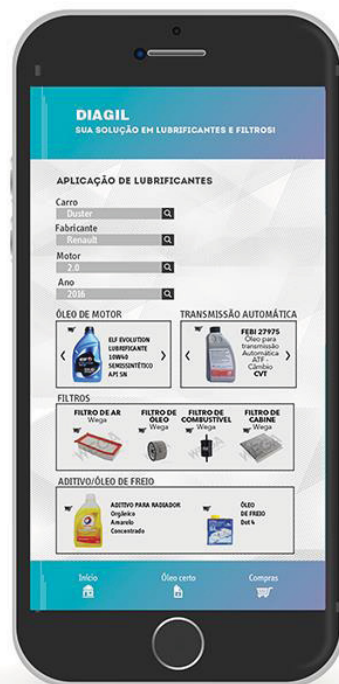 DIAGIL
SUA SOLUÇÃO EM LUBRIFICANTES E FILTROS!
APLICAÇÃO DE LUBRIFICANTES
Carro
Duster
Fabricante
Renault
Motor
2.0
Ano
2016
ÓLEO DE MOTOR
ELF EVOLUTION
LUBRIFICANTE
10W40
SEMISSINTÉTICO
API SN
TRANSMISSÃO AUTOMÁTICA
FEBI 27975
Óleo para
transmissão
Automática
ATF -
Câmbio
CVT
FILTROS
FILTRO DE AR
Wega
FILTRO DE
ÓLEO
Wega
FILTRO DE
COMBUSTÍVEL
Wega
FILTRO DE
CABINE
Wega
ADITIVO/ÓLEO DE FREIO
ADITIVO PARA RADIADOR
Orgânico
Amarelo
Concentrado
ÓLEO
DE FREIO
Dot 4
Início
Óleo certo
Compras